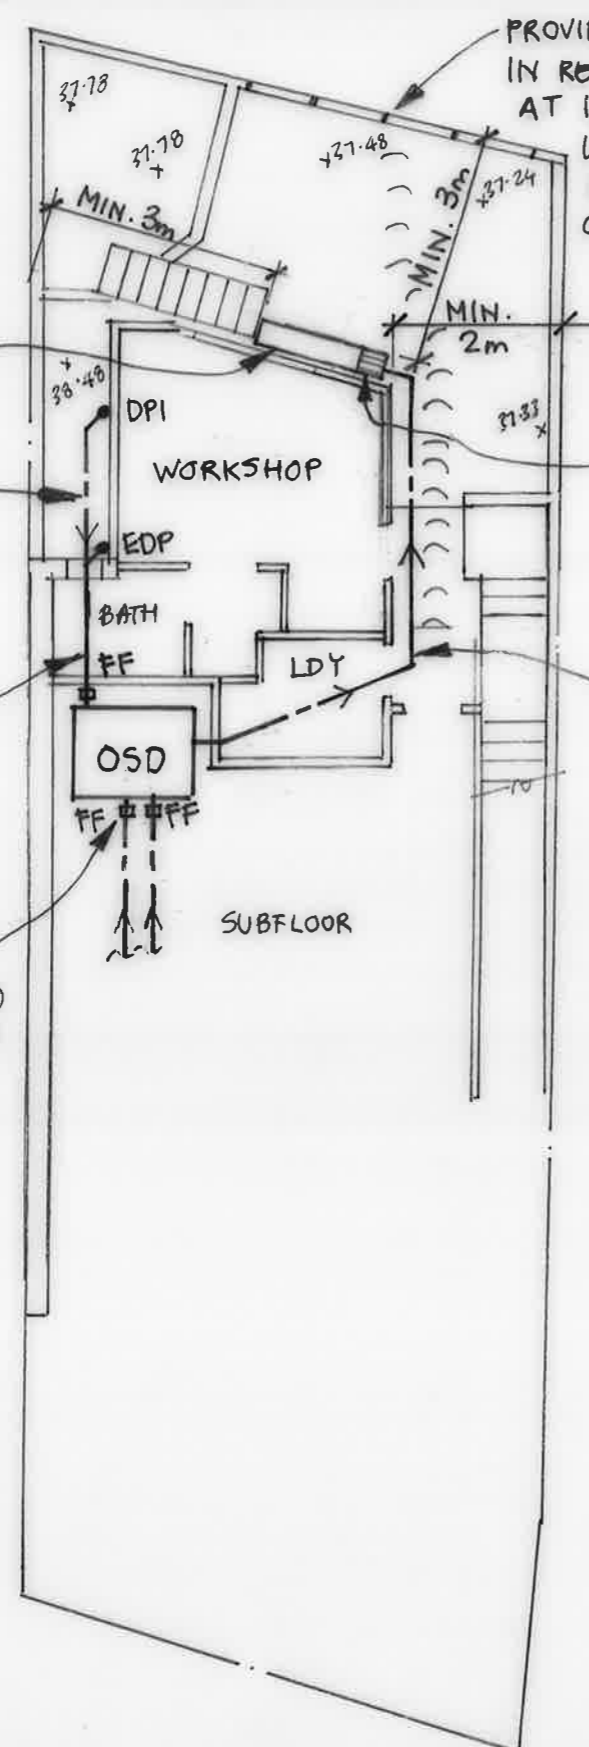 PROVI
IN RE
AT
37.78
37.78
37.48
37.24
MIN. 3m
MIN. 3m
MIN.
2m
38.48
37.33
DPI
WORKSHOP
EDP
BATH
FF
LDY
OSD
FF
FF
SUBFLOOR